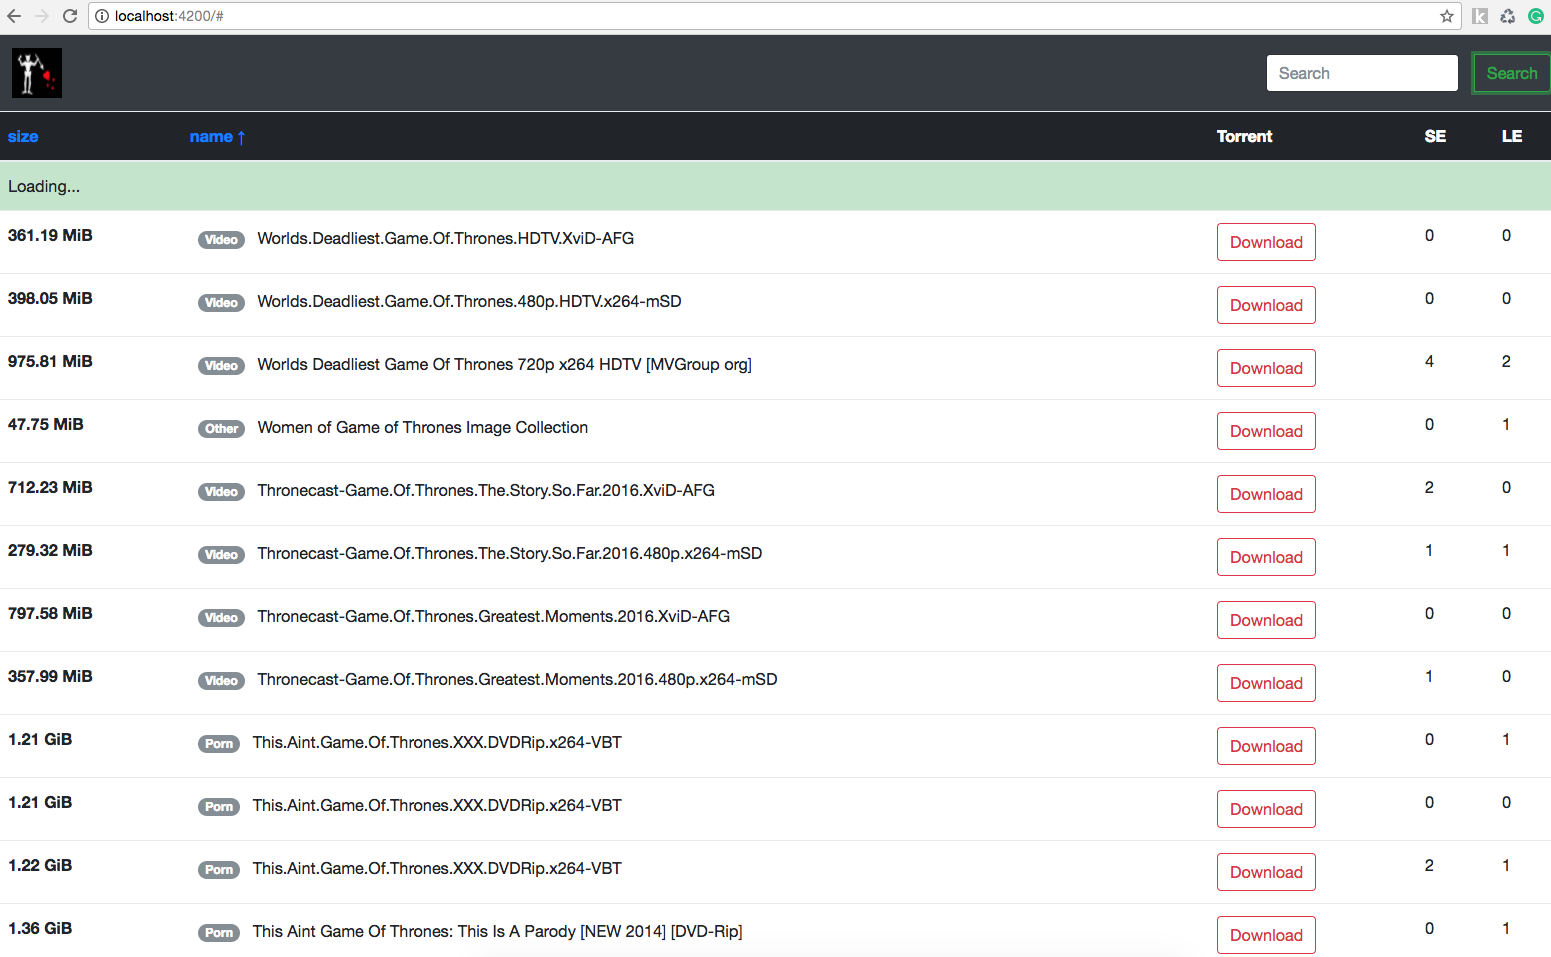 localhost:4200/#
Search Search
size name ↑ Torrent SE LE
Loading...
361.19 MiB Video Worlds.Deadliest.Game.Of.Thrones.HDTV.XviD-AFG Download 0 0
398.05 MiB Video Worlds.Deadliest.Game.Of.Thrones.480p.HDTV.x264-mSD Download 0 0
975.81 MiB Video Worlds Deadliest Game Of Thrones 720p x264 HDTV [MVGroup org] Download 4 2
47.75 MiB Other Women of Game of Thrones Image Collection Download 0 1
712.23 MiB Video Thronecast-Game.Of.Thrones.The.Story.So.Far.2016.XviD-AFG Download 2 0
279.32 MiB Video Thronecast-Game.Of.Thrones.The.Story.So.Far.2016.480p.x264-mSD Download 1 1
797.58 MiB Video Thronecast-Game.Of.Thrones.Greatest.Moments.2016.XviD-AFG Download 0 0
357.99 MiB Video Thronecast-Game.Of.Thrones.Greatest.Moments.2016.480p.x264-mSD Download 1 0
1.21 GiB Porn This.Aint.Game.Of.Thrones.XXX.DVDRip.x264-VBT Download 0 1
1.21 GiB Porn This.Aint.Game.Of.Thrones.XXX.DVDRip.x264-VBT Download 0 0
1.22 GiB Porn This.Aint.Game.Of.Thrones.XXX.DVDRip.x264-VBT Download 2 1
1.36 GiB Porn This Aint Game Of Thrones: This Is A Parody [NEW 2014] [DVD-Rip] Download 0 1